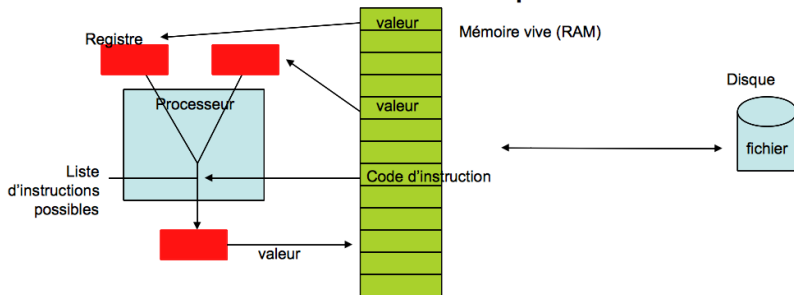 valeur
Registre
Mémoire vive (RAM)
Disque
Processeur
valeur
fichier
Liste
d'instructions
possibles
Code d'instruction
valeur